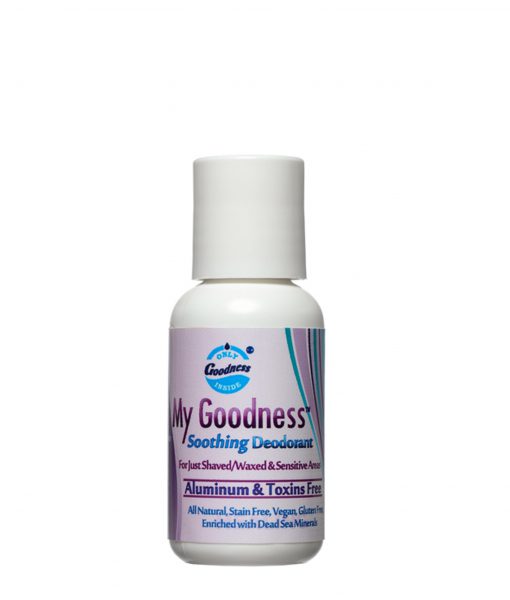 ONLY
Goodness
INSIDE
My Goodness™
Soothing Deodorant
For Just Shaved/Waxed & Sensitive Areas
Aluminum & Toxins Free
All Natural, Stain Free, Vegan, Gluten Free
Enriched with Dead Sea Minerals